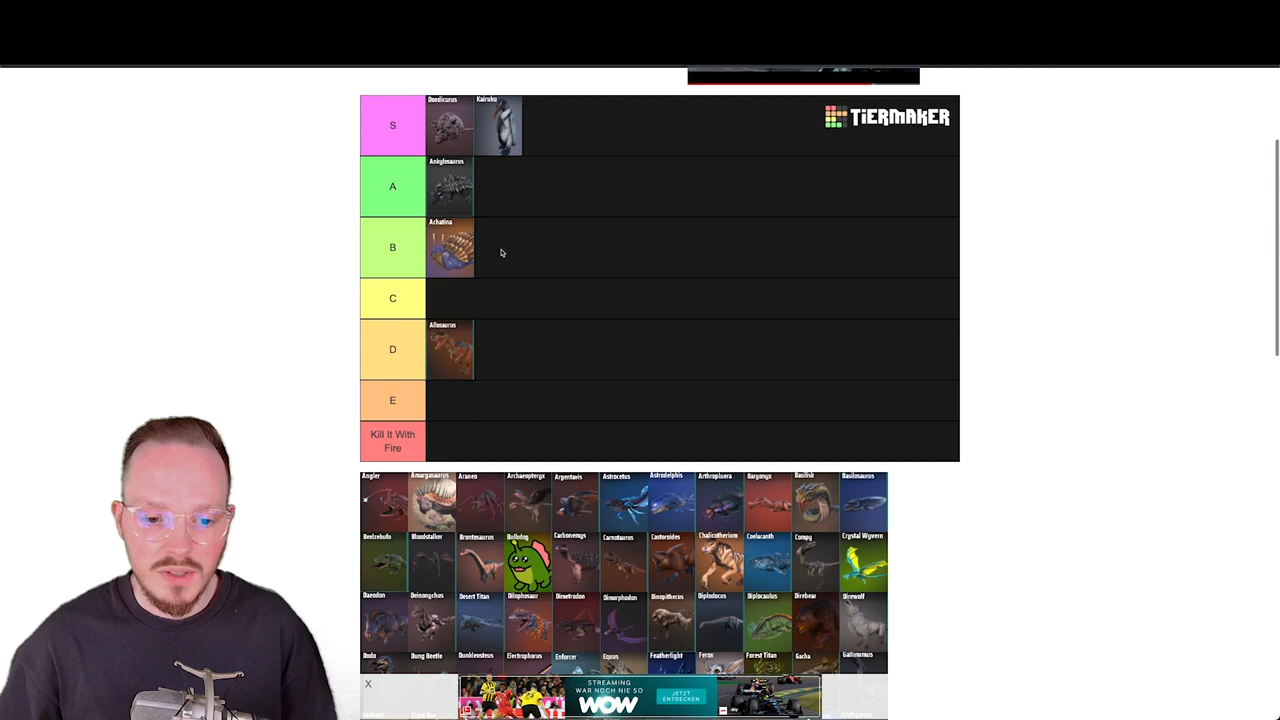 S
Doedicurus
Kairuku
TiERMAKER
A
Ankylosaurus
B
Achatina
C
D
Allosaurus
E
Kill It With
Fire
Angler Amargasaurus Araneo Archaeopteryx Argentavis Astrocetus Astrodelphis Arthropluera Baryonyx Basilisk Basilosaurus
Beelzebufo Bloodstalker Brontosaurus Bulbdog Carbonemys Carnotaurus Castoroides Chalicotherium Coelacanth Compy Crystal Wyvern
Daeodon Deinonychus Desert Titan Dilophosaur Dimetrodon Dimorphodon Dinopithecus Diplodocus Diplocaulus Direbear Direwolf
Dodo Dung Beetle Dunkleosteus Electrophorus Enforcer Equus Featherlight Ferox Forest Titan Gacha Gallimimus
X
STREAMING
WAR NOCH NIE SO
WOW
JETZT
ENTDECKEN
sky